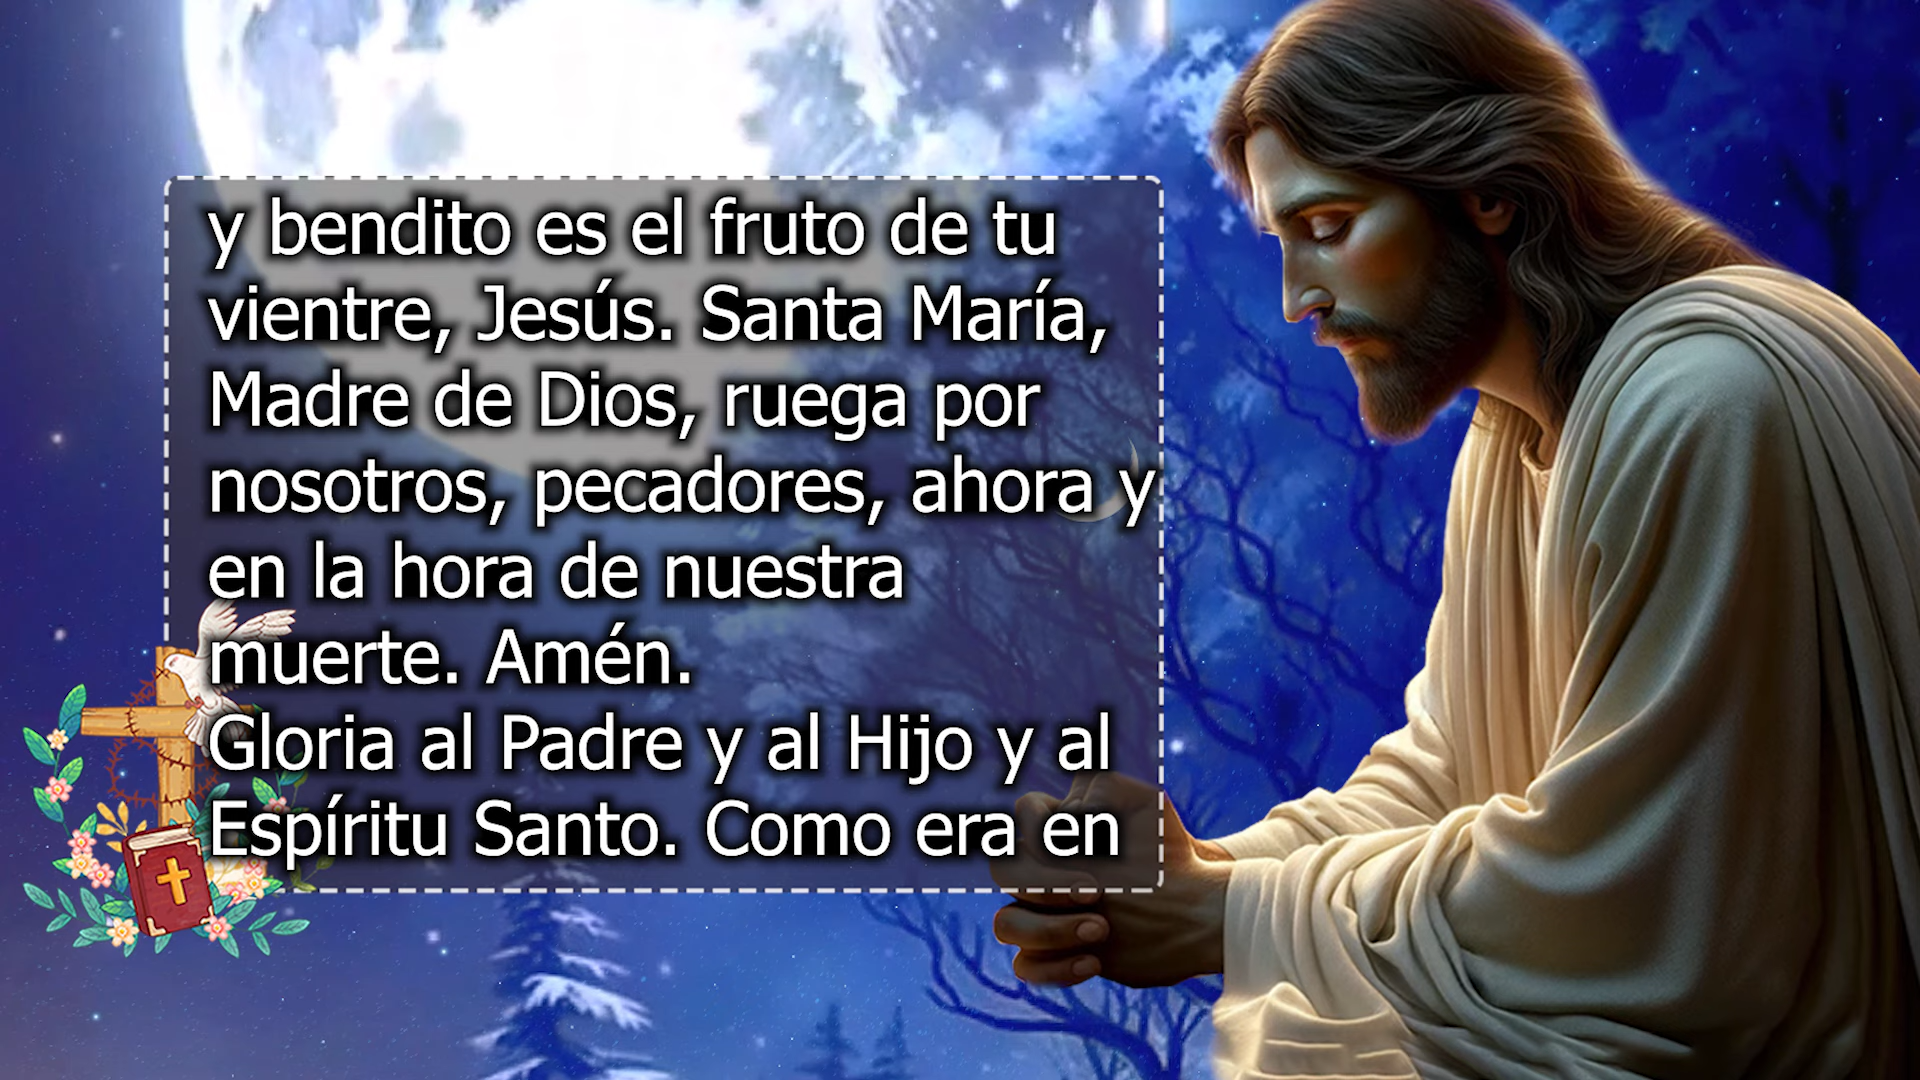 y bendito es el fruto de tu
vientre, Jesús. Santa María,
Madre de Dios, ruega por
nosotros, pecadores, ahora y
en la hora de nuestra
muerte. Amén.
Gloria al Padre y al Hijo y al
Espíritu Santo. Como era en